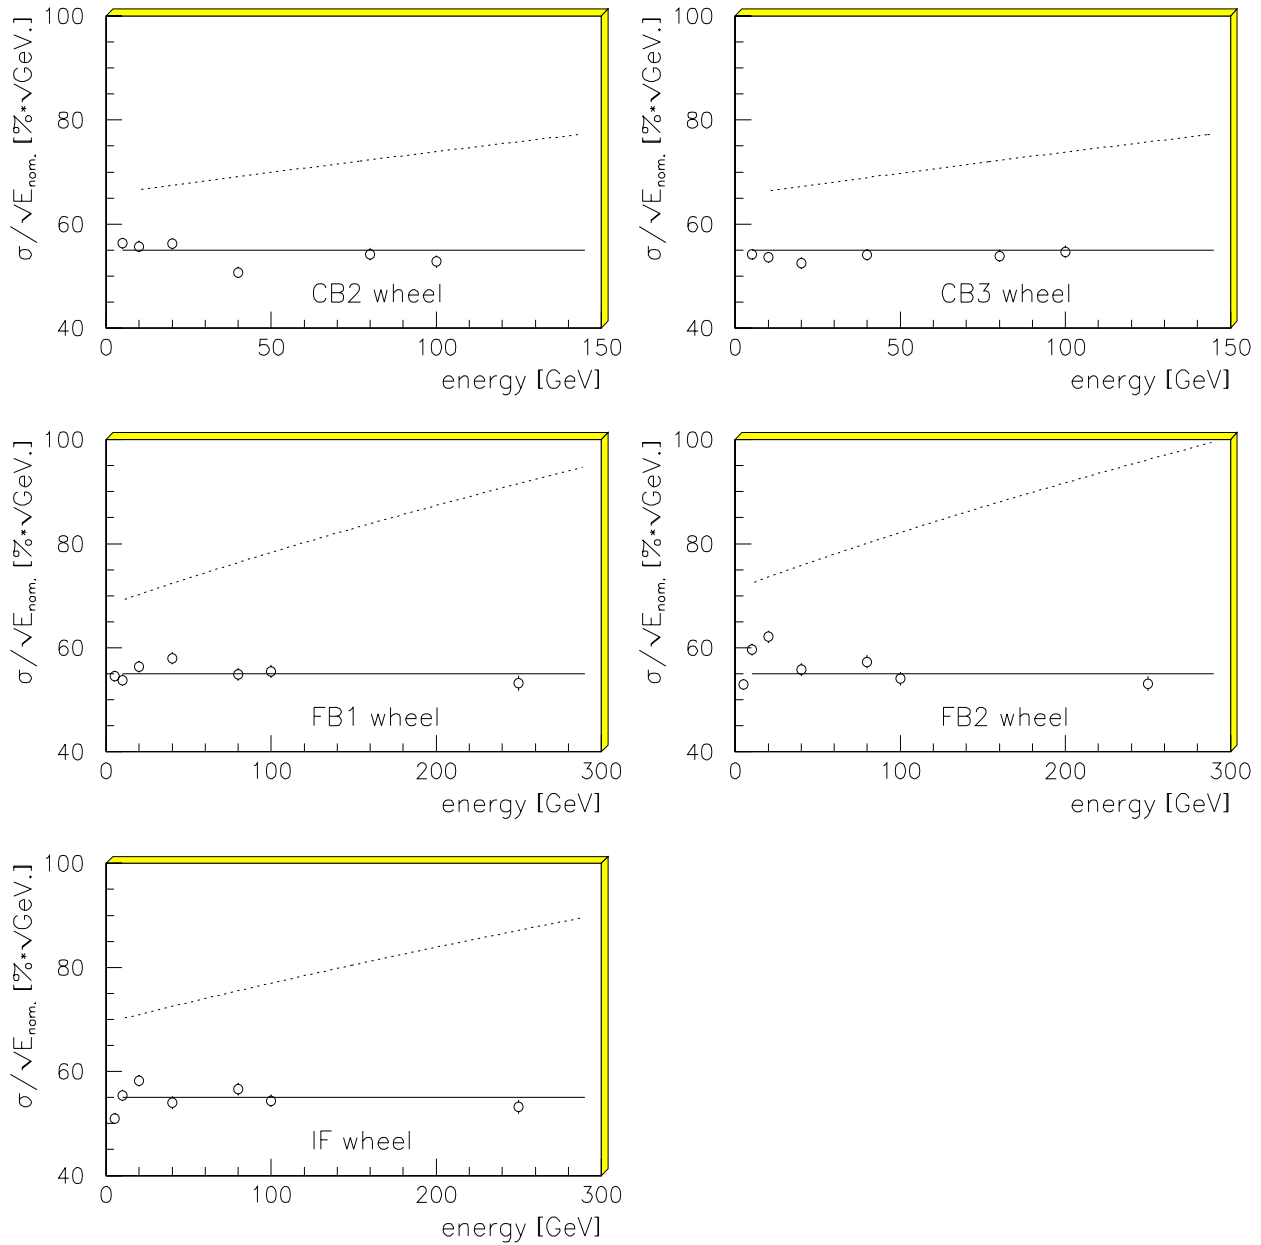 σ/√E_nom. [%*√GeV.]
100
80
60
40
CB2 wheel
0 50 100 150
energy [GeV]
σ/√E_nom. [%*√GeV.]
100
80
60
40
CB3 wheel
0 50 100 150
energy [GeV]
σ/√E_nom. [%*√GeV.]
100
80
60
40
FB1 wheel
0 100 200 300
energy [GeV]
σ/√E_nom. [%*√GeV.]
100
80
60
40
FB2 wheel
0 100 200 300
energy [GeV]
σ/√E_nom. [%*√GeV.]
100
80
60
40
IF wheel
0 100 200 300
energy [GeV]